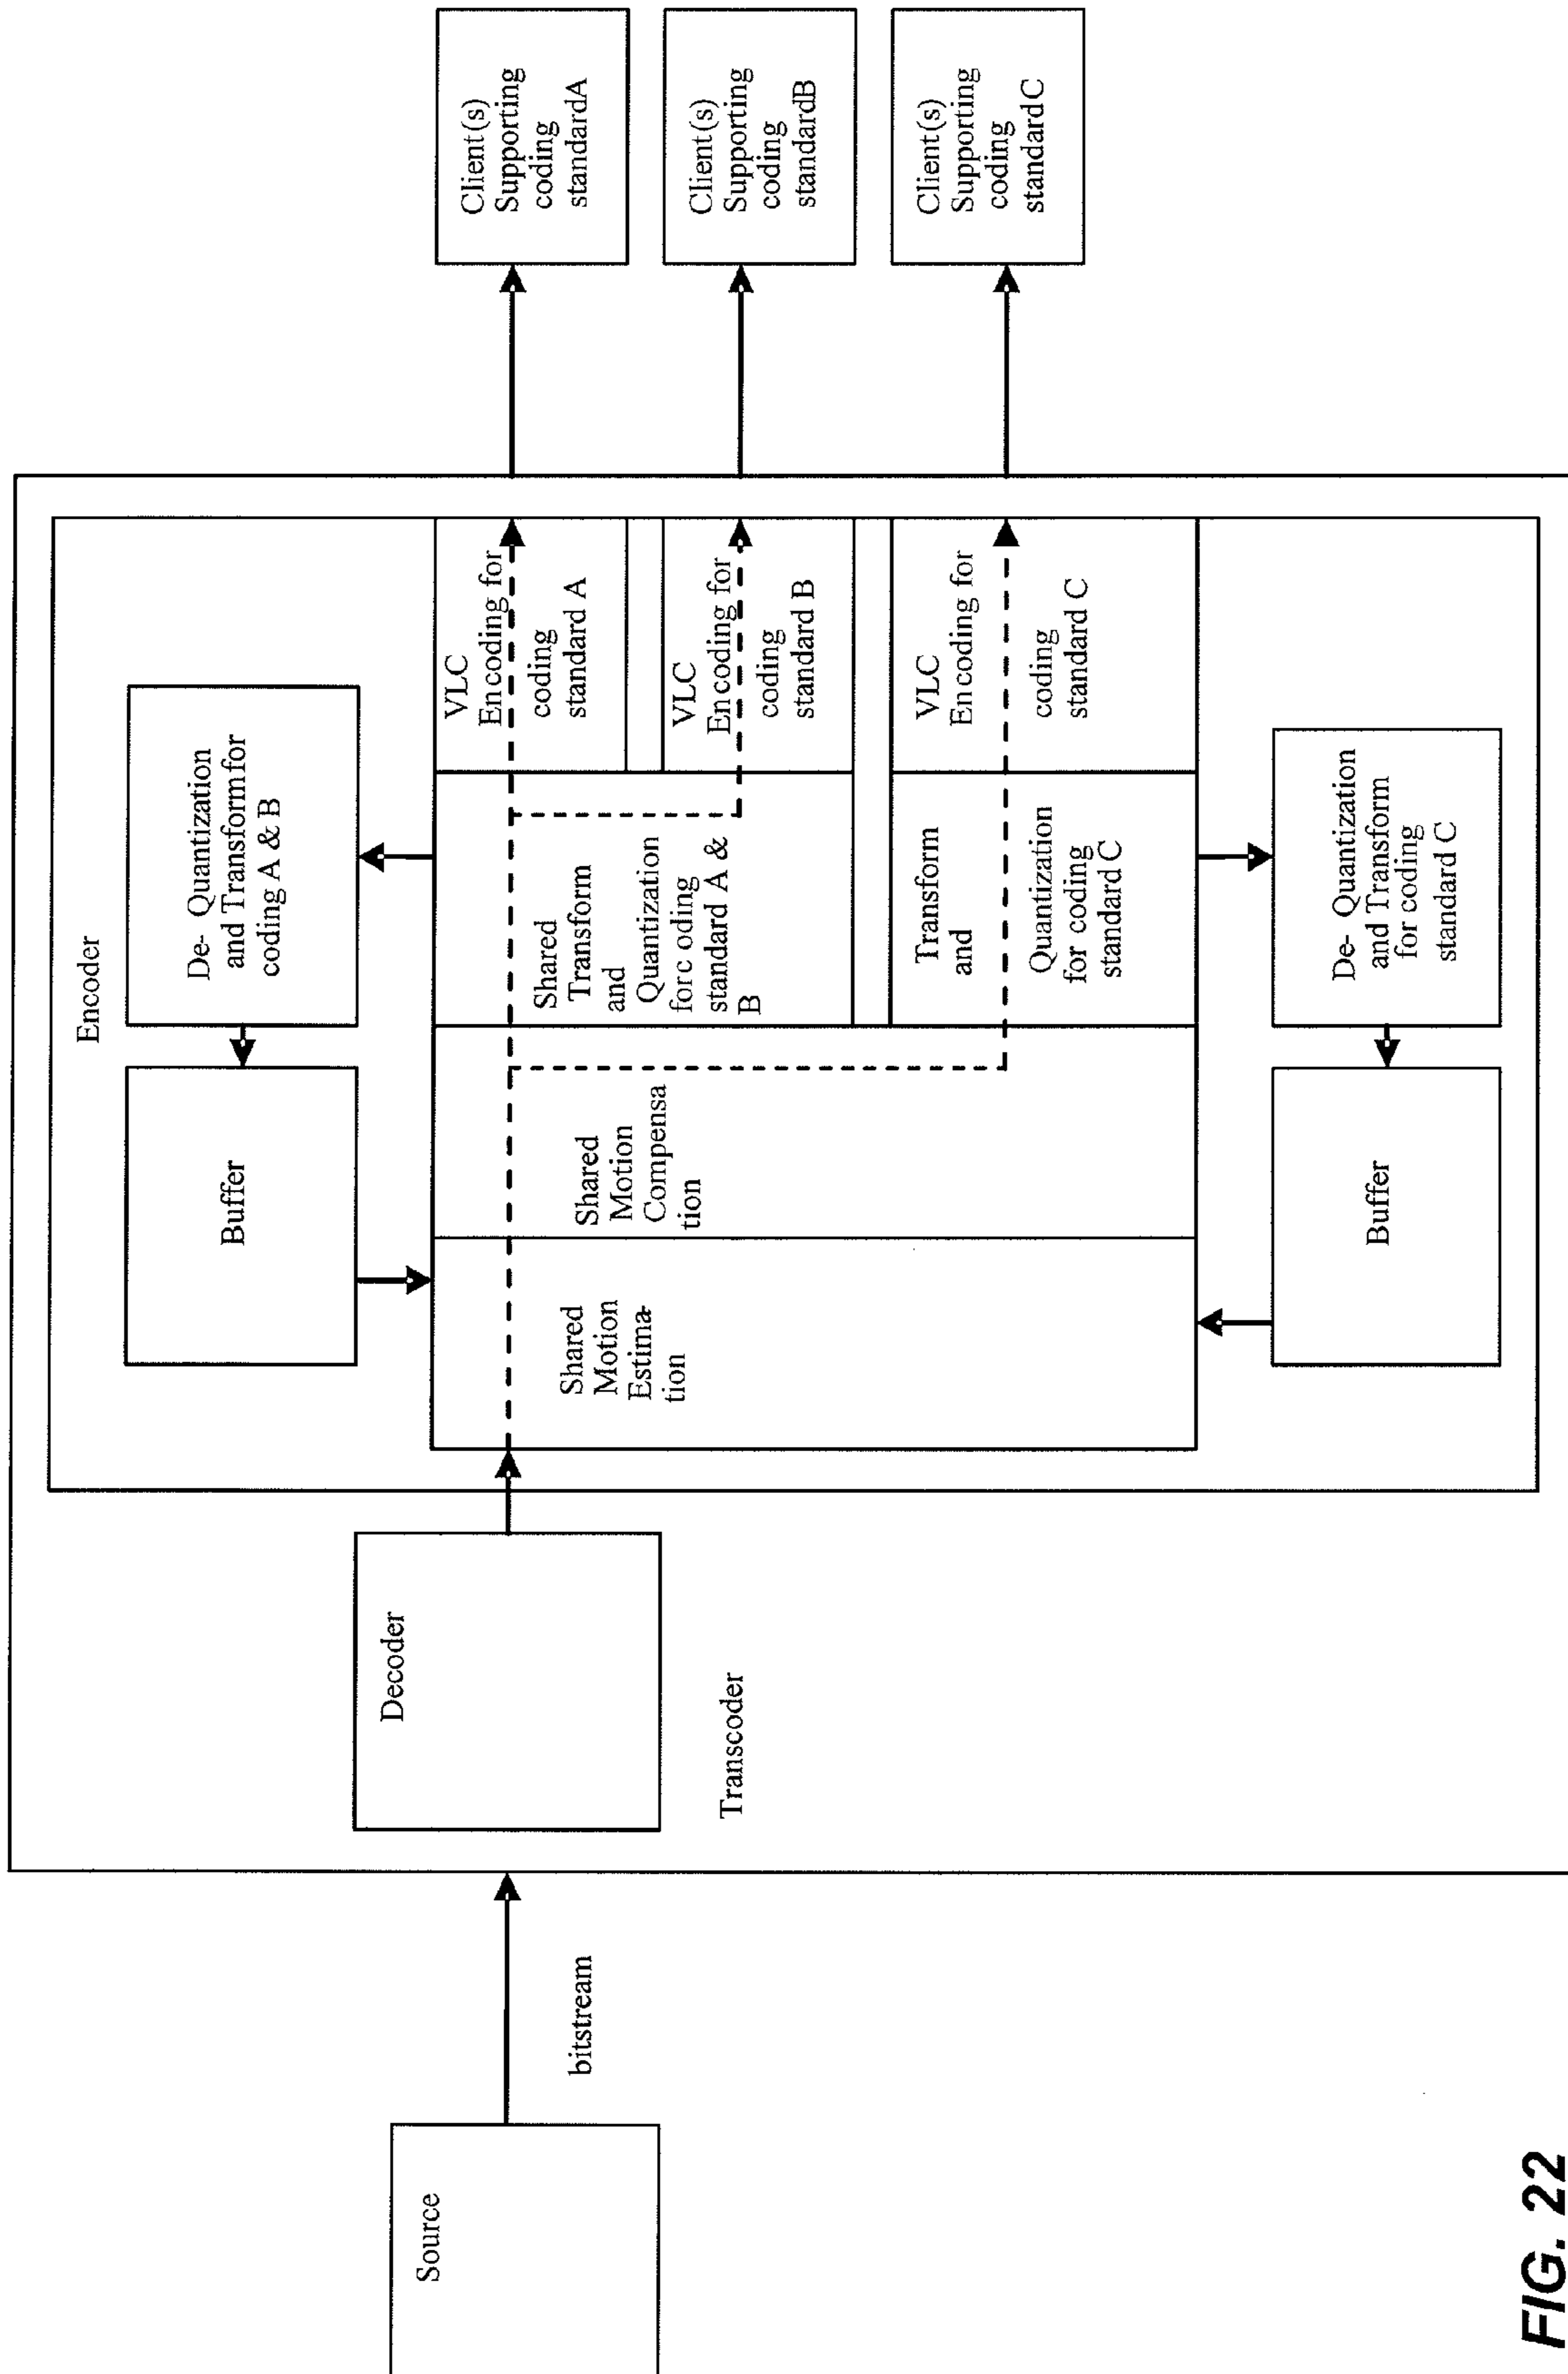 Source
bitstream
Transcoder
Decoder
Encoder
Buffer
De- Quantization
and Transform for
coding A & B
Shared
Motion
Estima-
tion
Shared
Motion
Compensa
tion
Shared
Transform
and
Quantization
forc oding
standard A &
B
Transform
and
Quantization
for coding
standard C
VLC
Encoding for
coding
standard A
VLC
Encoding for
coding
standard B
VLC
Encoding for
coding
standard C
Buffer
De- Quantization
and Transform
for coding
standard C
Client(s)
Supporting
coding
standardA
Client(s)
Supporting
coding
standardB
Client(s)
Supporting
coding
standardC
FIG. 22